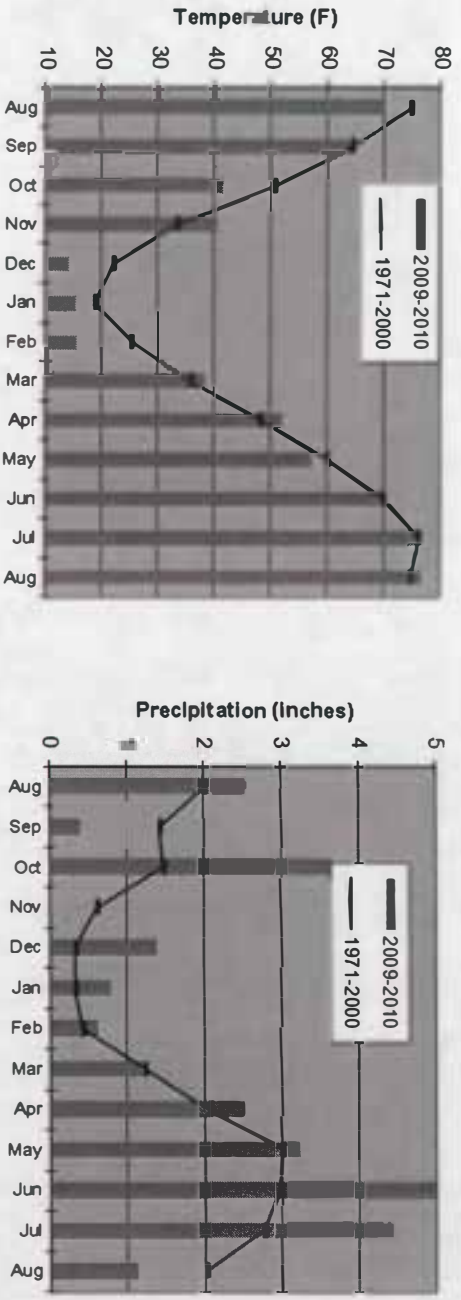 Temperature (F)
80
70
60
50
40
30
20
10
2009-2010
1971-2000
Aug
Sep
Oct
Nov
Dec
Jan
Feb
Mar
Apr
May
Jun
Jul
Aug
Precipitation (inches)
5
4
3
2
0
2009-2010
1971-2000
Aug
Sep
Oct
Nov
Dec
Jan
Feb
Mar
Apr
May
Jun
Jul
Aug